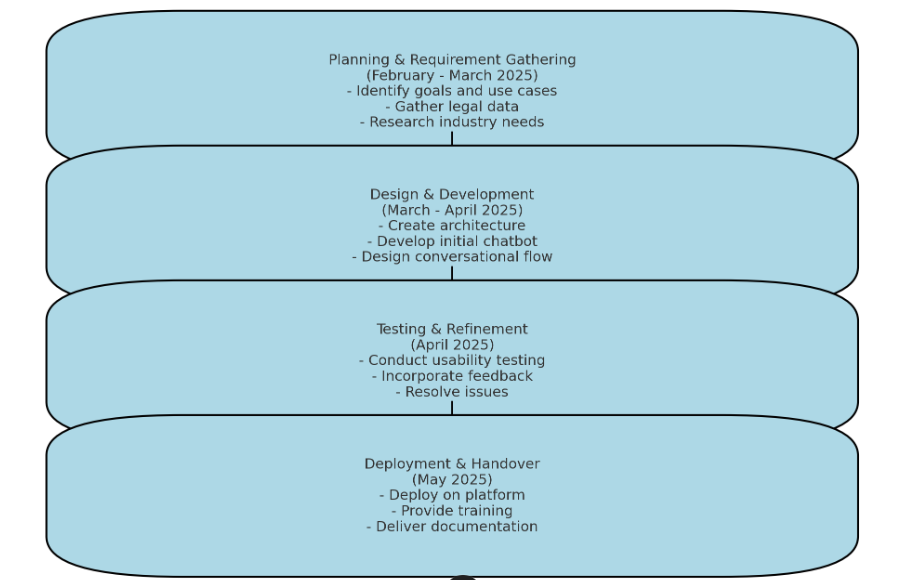 Planning & Requirement Gathering
(February - March 2025)
- Identify goals and use cases
- Gather legal data
- Research industry needs
Design & Development
(March - April 2025)
- Create architecture
- Develop initial chatbot
- Design conversational flow
Testing & Refinement
(April 2025)
- Conduct usability testing
- Incorporate feedback
- Resolve issues
Deployment & Handover
(May 2025)
- Deploy on platform
- Provide training
- Deliver documentation